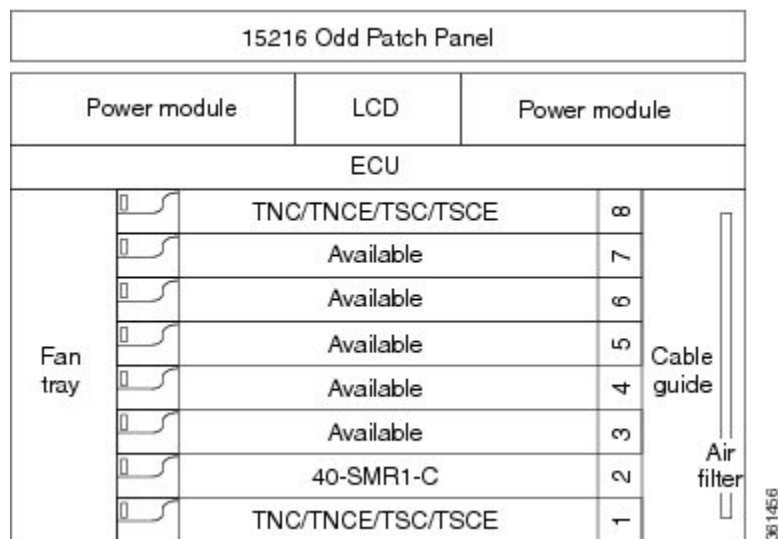 15216 Odd Patch Panel
Power module LCD Power module
ECU
TNC/TNCE/TSC/TSCE 8
Available 7
Available 6
Available 5
Available 4
Available 3
40-SMR1-C 2
TNC/TNCE/TSC/TSCE 1
Fan
tray
Cable
guide
Air
filter
361456